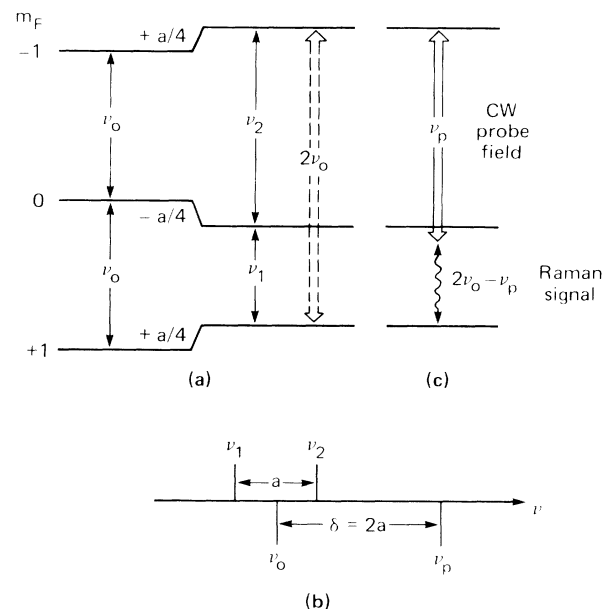 m_F
−1
+ a/4
ν_o
ν_2
2ν_o
ν_p
CW
probe
field
0
− a/4
ν_o
ν_1
2ν_o−ν_p
Raman
signal
+ a/4
+1
(a)
(c)
ν_1
ν_2
a
ν
δ = 2a
ν_o
ν_p
(b)